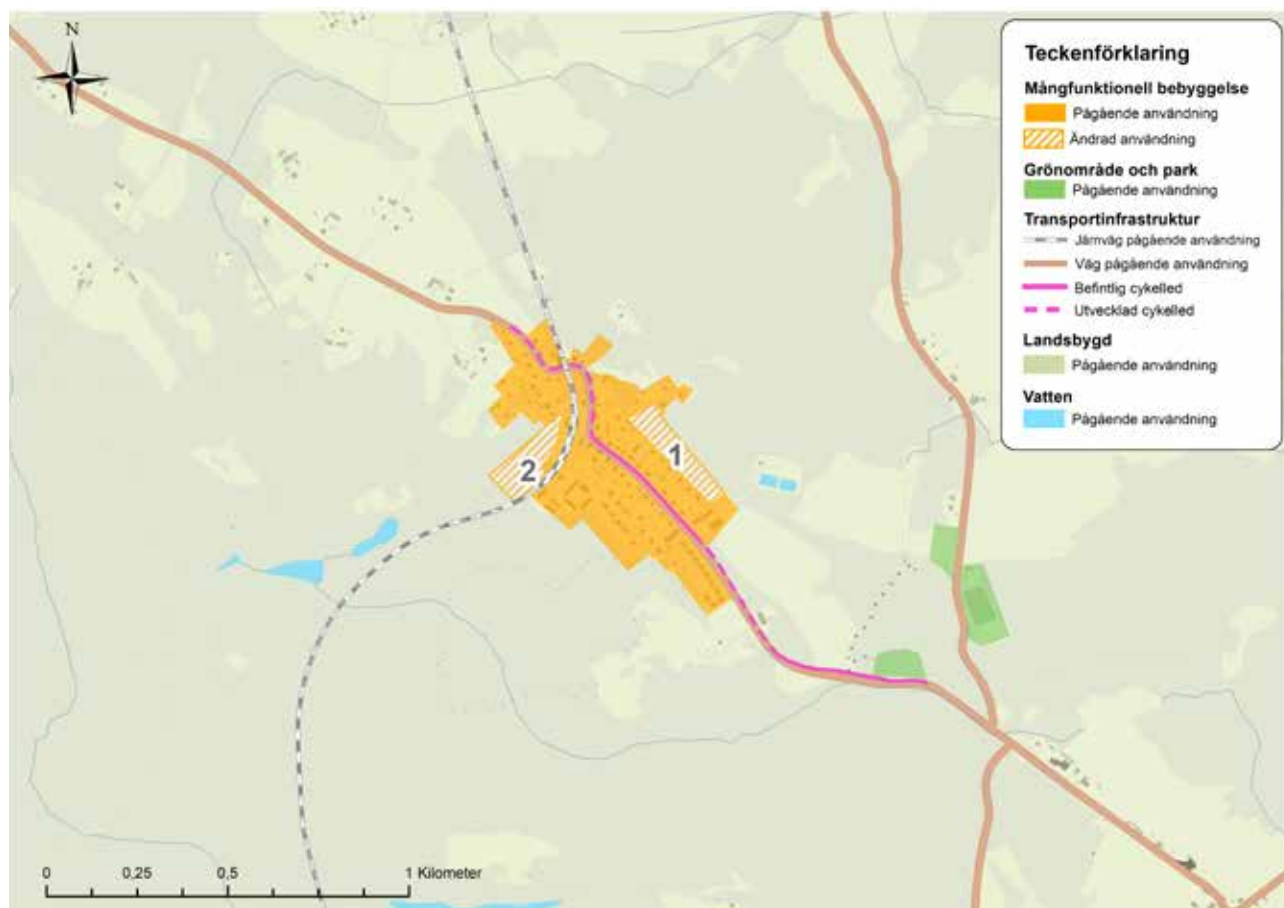 N
Teckenförklaring
Mångfunktionell bebyggelse
Pågående användning
Ändrad användning
Grönområde och park
Pågående användning
Transportinfrastruktur
Järnväg pågående användning
Väg pågående användning
Befintlig cykelled
Utvecklad cykelled
Landsbygd
Pågående användning
Vatten
Pågående användning
1
2
0 0,25 0,5 1 Kilometer